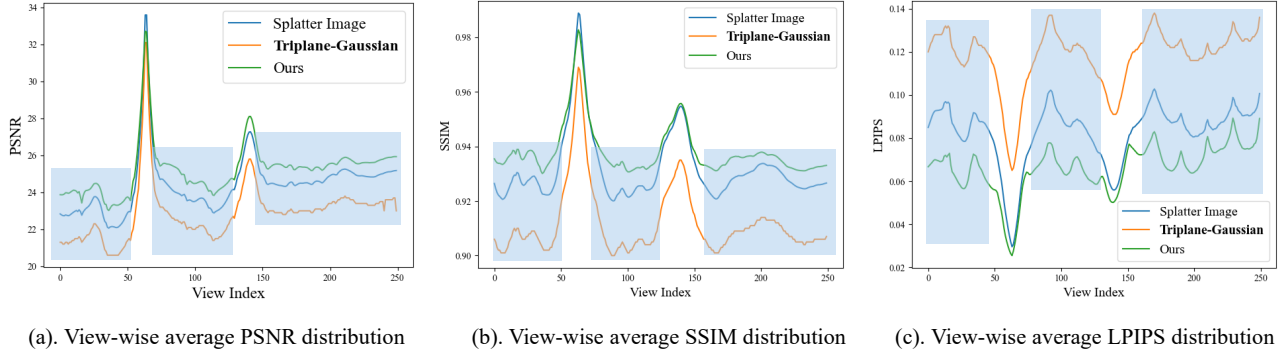 34
32
30
28
26
24
22
20
PSNR
0
50
100
150
200
250
View Index
Splatter Image
Triplane-Gaussian
Ours
(a). View-wise average PSNR distribution
0.98
0.96
0.94
0.92
0.90
SSIM
0
50
100
150
200
250
View Index
Splatter Image
Triplane-Gaussian
Ours
(b). View-wise average SSIM distribution
0.14
0.12
0.10
0.08
0.06
0.04
0.02
LPIPS
0
50
100
150
200
250
View Index
Splatter Image
Triplane-Gaussian
Ours
(c). View-wise average LPIPS distribution